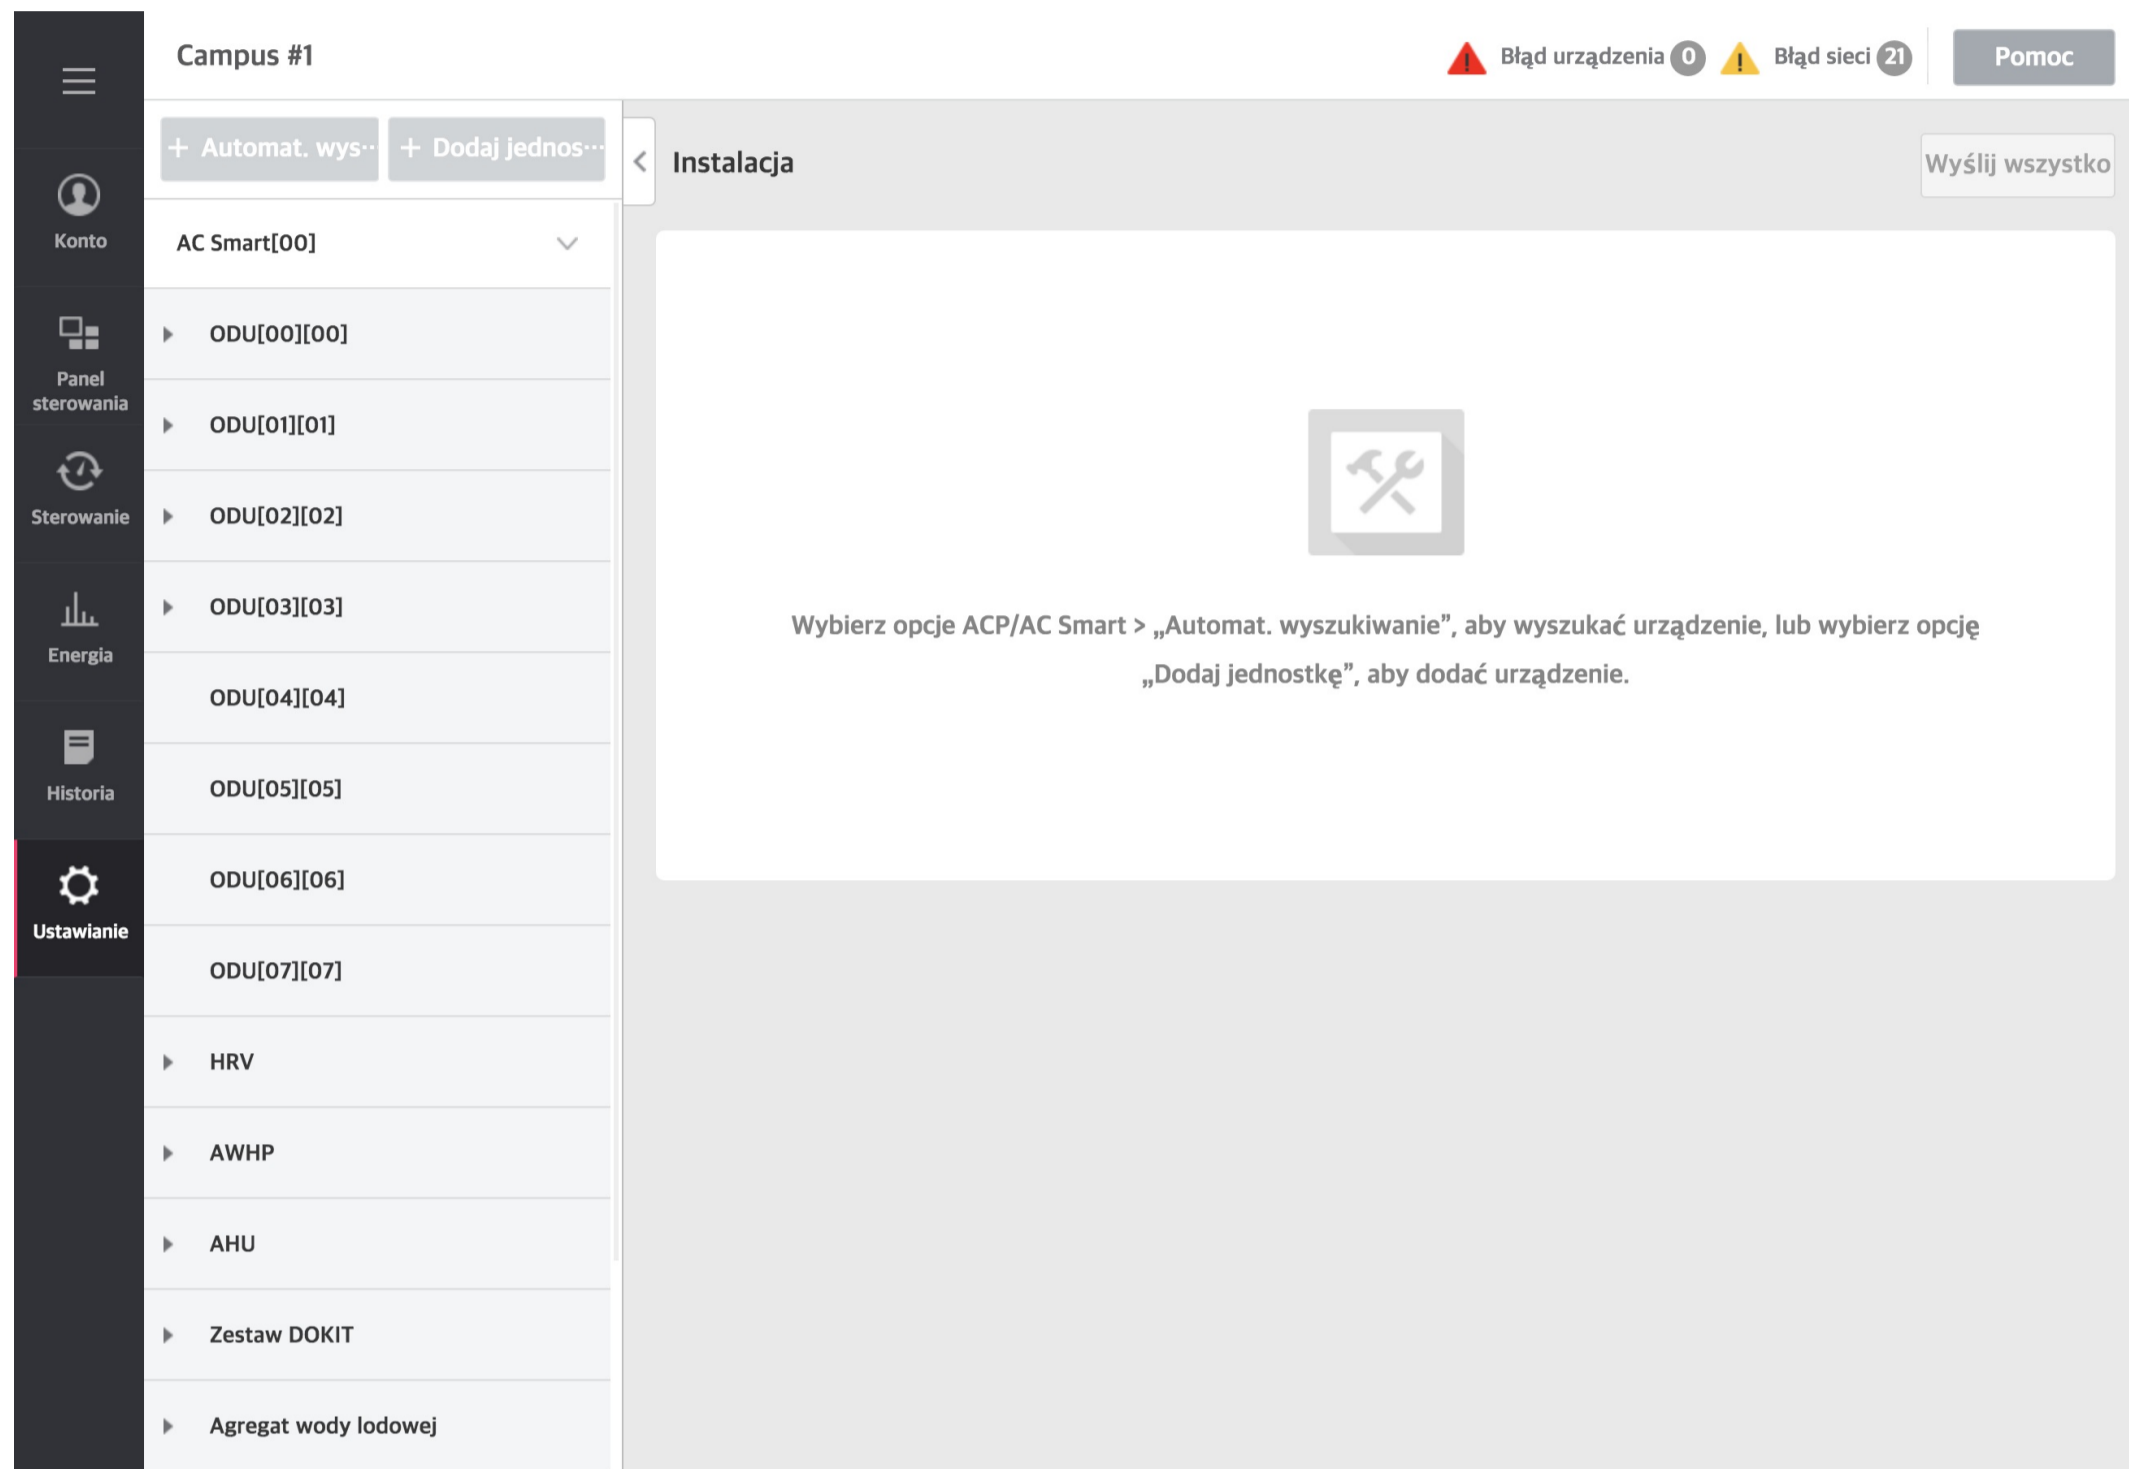 Campus #1
Błąd urządzenia 0
Błąd sieci 21
Pomoc
Konto
Panel
sterowania
Sterowanie
Energia
Historia
Ustawianie
+ Automat. wys···
+ Dodaj jednos···
AC Smart[00]
ODU[00][00]
ODU[01][01]
ODU[02][02]
ODU[03][03]
ODU[04][04]
ODU[05][05]
ODU[06][06]
ODU[07][07]
HRV
AWHP
AHU
Zestaw DOKIT
Agregat wody lodowej
Instalacja
Wyślij wszystko
Wybierz opcje ACP/AC Smart > „Automat. wyszukiwanie”, aby wyszukać urządzenie, lub wybierz opcję
„Dodaj jednostkę”, aby dodać urządzenie.